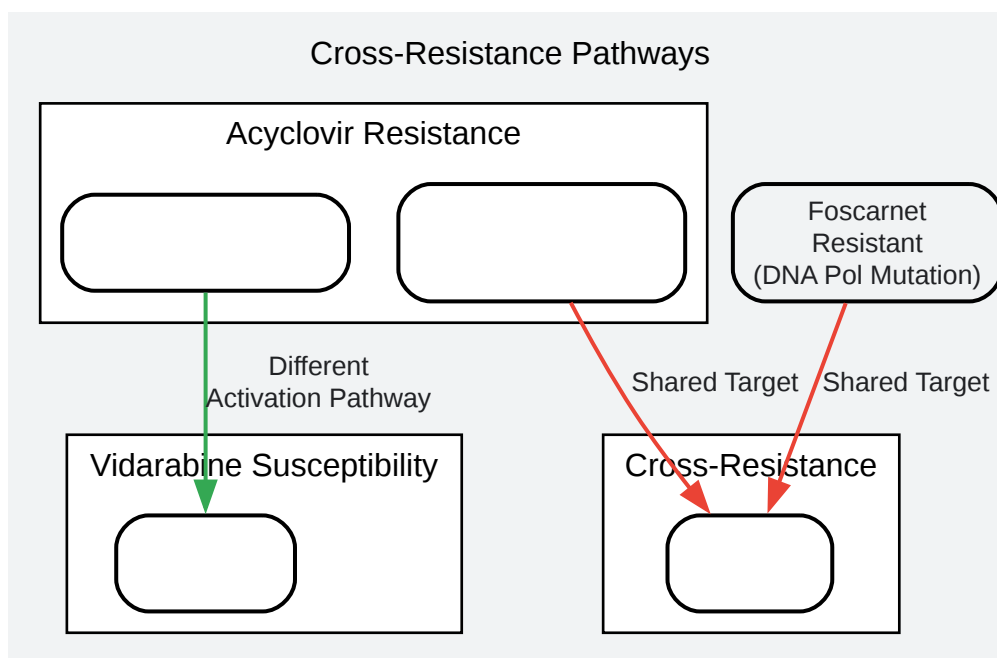 Cross-Resistance Pathways
Acyclovir Resistance
Foscarnet
Resistant
(DNA Pol Mutation)
Different
Activation Pathway
Shared Target
Shared Target
Vidarabine Susceptibility
Cross-Resistance